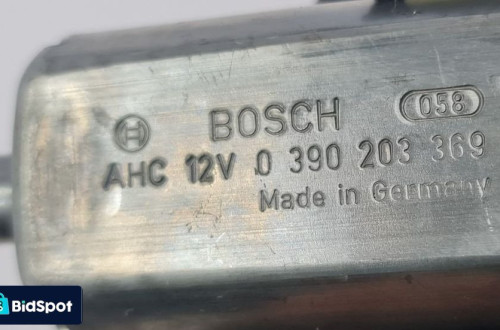 BOSCH 058
AHC 12V 0 390 203 369
Made in Germany
BidSpot